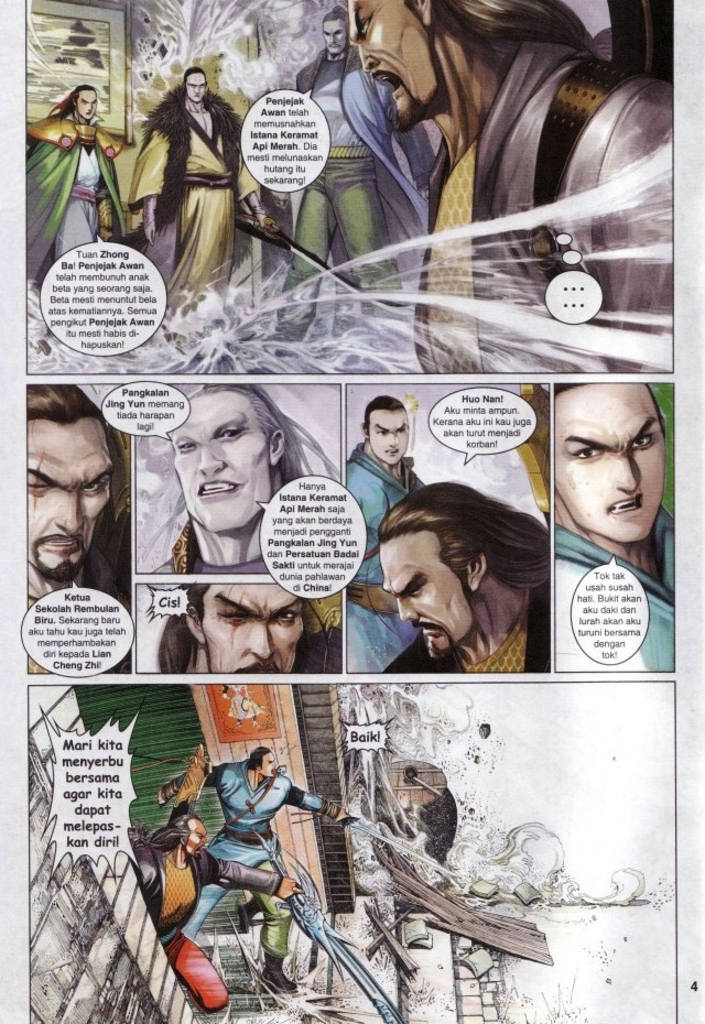 Penjejak
Awan telah
memusnahkan
Istana Keramat
Api Merah. Dia
mesti melunaskan
hutang itu
sekarang!
Tuan Zhong
Ba! Penjejak Awan
telah membunuh anak
beta yang seorang saja.
Beta mesti menuntut bela
atas kematiannya. Semua
pengikut Penjejak Awan
itu mesti habis di-
hapuskan!
...
...
Ketua
Sekolah Rembulan
Biru. Sekarang baru
aku tahu kau juga telah
memperhambakan
diri kepada Lian
Cheng Zhi!
Pangkalan
Jing Yun memang
tiada harapan
lagi!
Hanya
Istana Keramat
Api Merah saja
yang akan berdaya
menjadi pengganti
Pangkalan Jing Yun
dan Persatuan Badai
Sakti untuk merajai
dunia pahlawan
di China!
Cis!
Huo Nan!
Aku minta ampun.
Kerana aku ini kau juga
akan turut menjadi
korban!
Tok tak
usah susah
hati. Bukit akan
aku daki dan
lurah akan aku
turuni bersama
dengan
tok!
Mari kita
menyerbu
bersama
agar kita
dapat
melepas-
kan diri!
Baik!
4